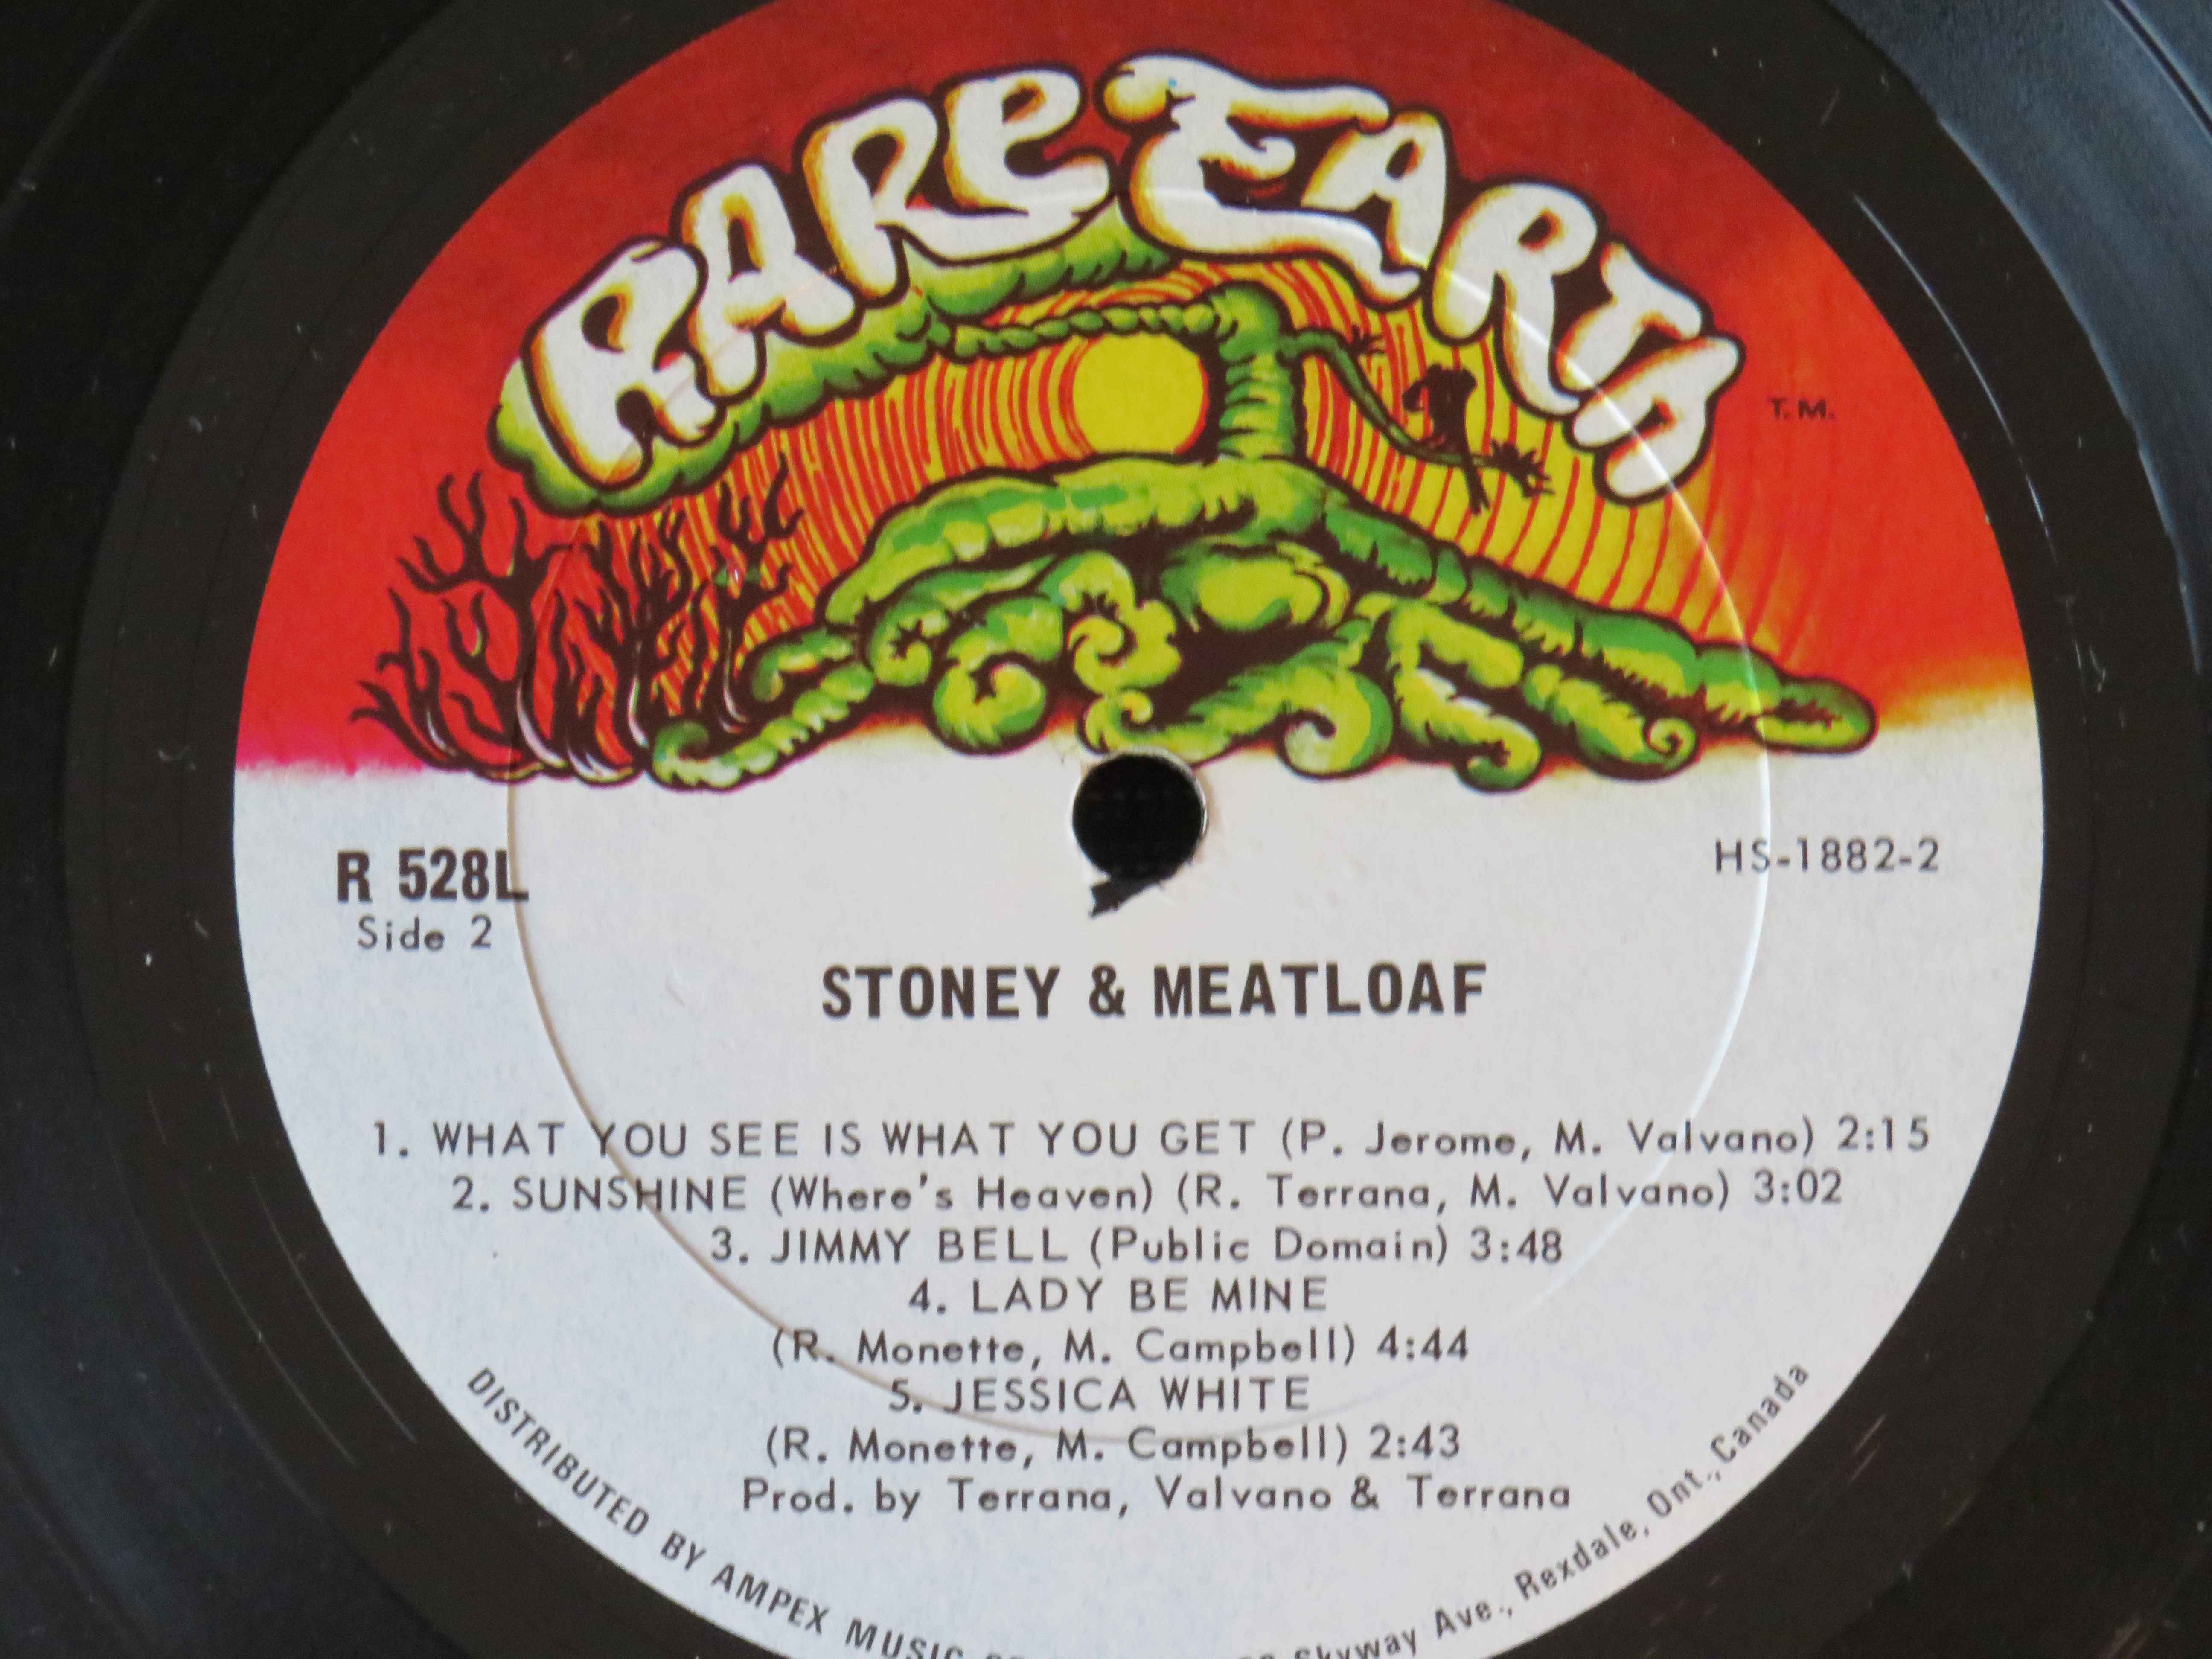 RARE EARTH
T.M.
R 528L
HS-1882-2
Side 2
STONEY & MEATLOAF
1. WHAT YOU SEE IS WHAT YOU GET (P. Jerome, M. Valvano) 2:15
2. SUNSHINE (Where's Heaven) (R. Terrana, M. Valvano) 3:02
3. JIMMY BELL (Public Domain) 3:48
4. LADY BE MINE
(R. Monette, M. Campbell) 4:44
5. JESSICA WHITE
(R. Monette, M. Campbell) 2:43
Prod. by Terrana, Valvano & Terrana
DISTRIBUTED BY AMPEX MUSIC Skyway Ave., Rexdale, Ont., Canada